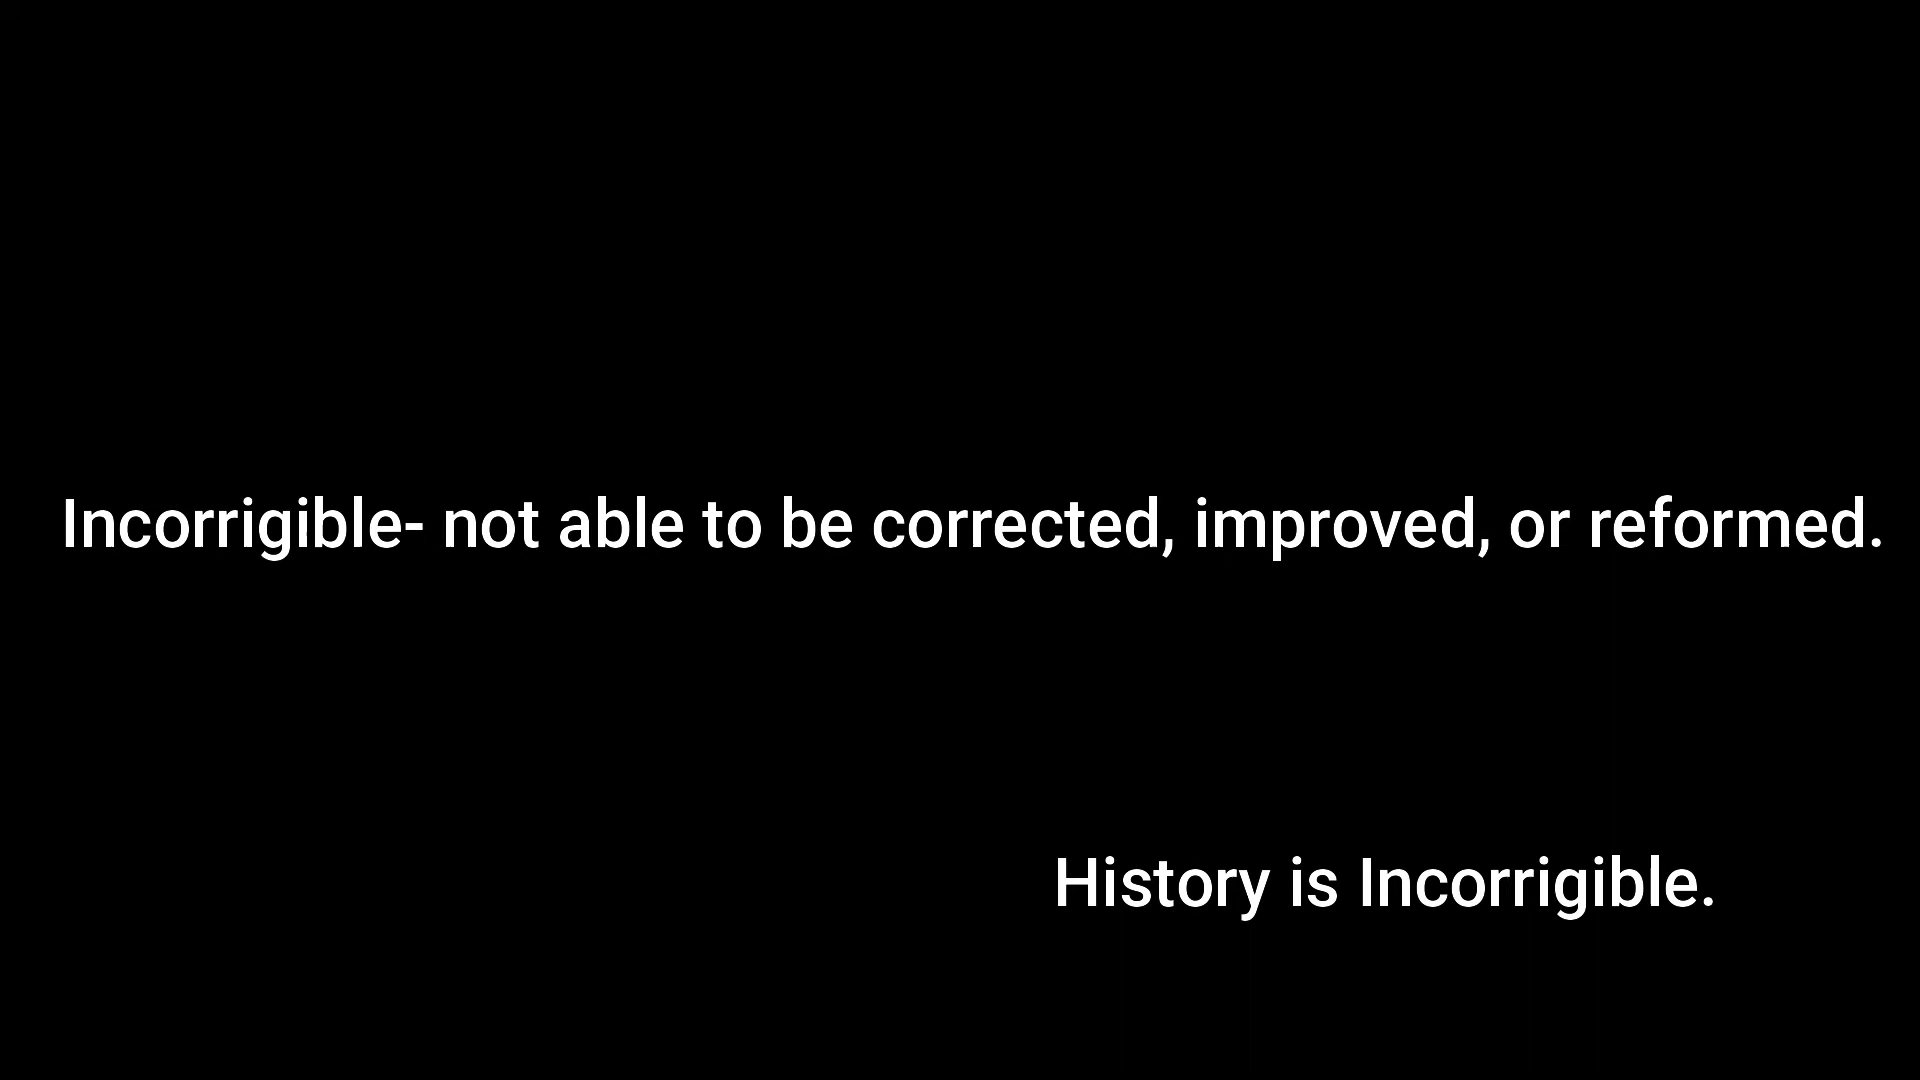 Incorrigible- not able to be corrected, improved, or reformed.
History is Incorrigible.